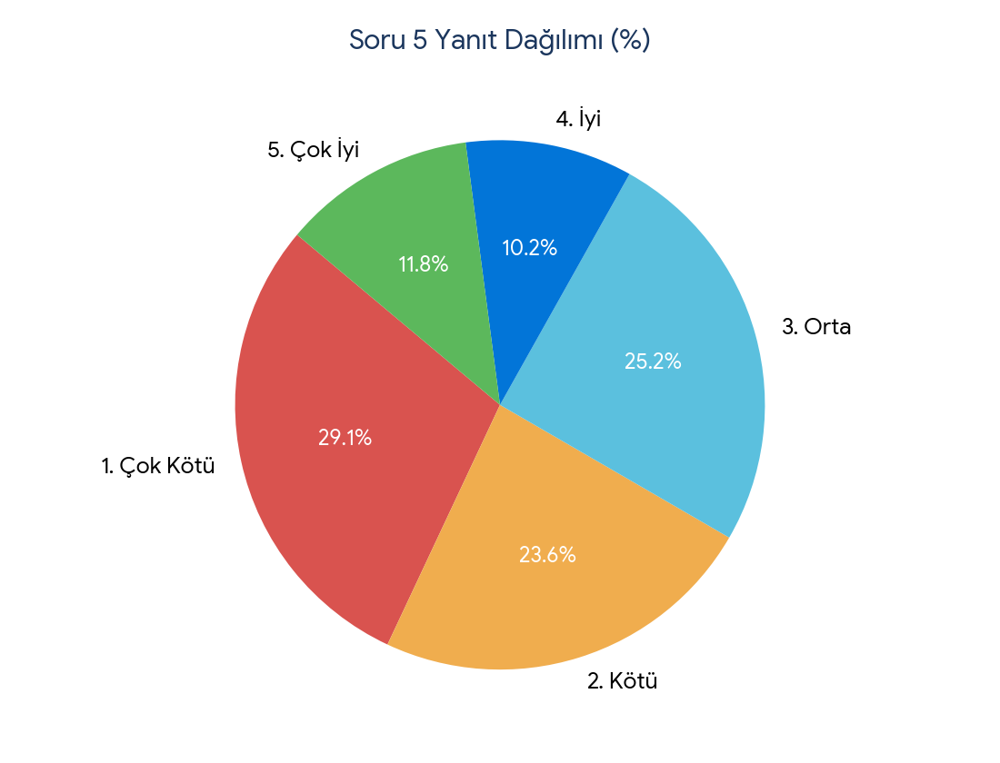 Soru 5 Yanıt Dağılımı (%)
4. İyi
5. Çok İyi
10.2%
11.8%
3. Orta
25.2%
29.1%
1. Çok Kötü
23.6%
2. Kötü